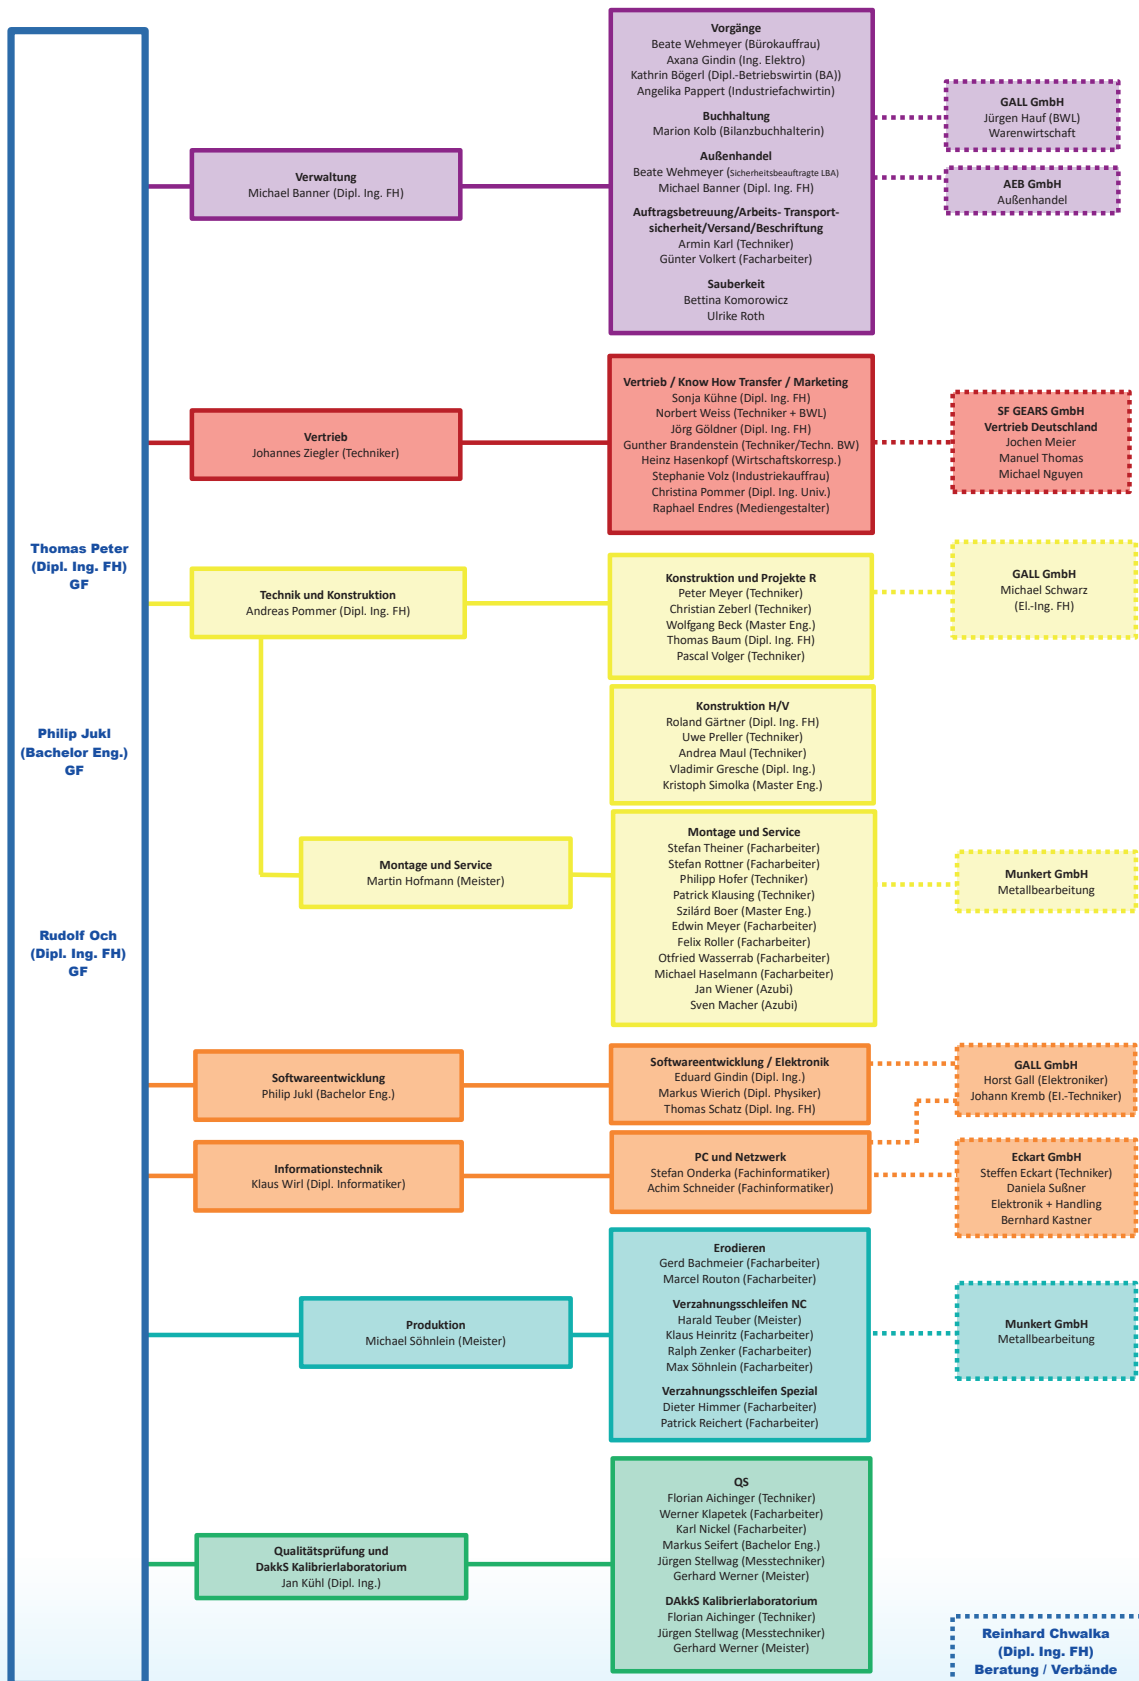 Thomas Peter
(Dipl. Ing. FH)
GF
Philip Jukl
(Bachelor Eng.)
GF
Rudolf Och
(Dipl. Ing. FH)
GF
Verwaltung
Michael Banner (Dipl. Ing. FH)
Vorgänge
Beate Wehmeyer (Bürokauffrau)
Axana Gindin (Ing. Elektro)
Kathrin Bögerl (Dipl.-Betriebswirtin (BA))
Angelika Pappert (Industriefachwirtin)
Buchhaltung
Marion Kolb (Bilanzbuchhalterin)
Außenhandel
Beate Wehmeyer (Sicherheitsbeauftragte LBA)
Michael Banner (Dipl. Ing. FH)
Auftragsbetreuung/Arbeits- Transport-
sicherheit/Versand/Beschriftung
Armin Karl (Techniker)
Günter Volkert (Facharbeiter)
Sauberkeit
Bettina Komorowicz
Ulrike Roth
GALL GmbH
Jürgen Hauf (BWL)
Warenwirtschaft
AEB GmbH
Außenhandel
Vertrieb
Johannes Ziegler (Techniker)
Vertrieb / Know How Transfer / Marketing
Sonja Kühne (Dipl. Ing. FH)
Norbert Weiss (Techniker + BWL)
Jörg Göldner (Dipl. Ing. FH)
Gunther Brandenstein (Techniker/Techn. BW)
Heinz Hasenkopf (Wirtschaftskorresp.)
Stephanie Volz (Industriekauffrau)
Christina Pommer (Dipl. Ing. Univ.)
Raphael Endres (Mediengestalter)
SF GEARS GmbH
Vertrieb Deutschland
Jochen Meier
Manuel Thomas
Michael Nguyen
Technik und Konstruktion
Andreas Pommer (Dipl. Ing. FH)
Konstruktion und Projekte R
Peter Meyer (Techniker)
Christian Zeberl (Techniker)
Wolfgang Beck (Master Eng.)
Thomas Baum (Dipl. Ing. FH)
Pascal Volger (Techniker)
GALL GmbH
Michael Schwarz
(El.-Ing. FH)
Konstruktion H/V
Roland Gärtner (Dipl. Ing. FH)
Uwe Preller (Techniker)
Andrea Maul (Techniker)
Vladimir Gresche (Dipl. Ing.)
Kristoph Simolka (Master Eng.)
Montage und Service
Martin Hofmann (Meister)
Montage und Service
Stefan Theiner (Facharbeiter)
Stefan Rottner (Facharbeiter)
Philipp Hofer (Techniker)
Patrick Klausing (Techniker)
Szilárd Boer (Master Eng.)
Edwin Meyer (Facharbeiter)
Felix Roller (Facharbeiter)
Otfried Wasserrab (Facharbeiter)
Michael Haselmann (Facharbeiter)
Jan Wiener (Azubi)
Sven Macher (Azubi)
Munkert GmbH
Metallbearbeitung
Softwareentwicklung
Philip Jukl (Bachelor Eng.)
Softwareentwicklung / Elektronik
Eduard Gindin (Dipl. Ing.)
Markus Wierich (Dipl. Physiker)
Thomas Schatz (Dipl. Ing. FH)
GALL GmbH
Horst Gall (Elektroniker)
Johann Kremb (El.-Techniker)
Informationstechnik
Klaus Wirl (Dipl. Informatiker)
PC und Netzwerk
Stefan Onderka (Fachinformatiker)
Achim Schneider (Fachinformatiker)
Eckart GmbH
Steffen Eckart (Techniker)
Daniela Sußner
Elektronik + Handling
Bernhard Kastner
Produktion
Michael Söhnlein (Meister)
Erodieren
Gerd Bachmeier (Facharbeiter)
Marcel Routon (Facharbeiter)
Verzahnungsschleifen NC
Harald Teuber (Meister)
Klaus Heinritz (Facharbeiter)
Ralph Zenker (Facharbeiter)
Max Söhnlein (Facharbeiter)
Verzahnungsschleifen Spezial
Dieter Himmer (Facharbeiter)
Patrick Reichert (Facharbeiter)
Munkert GmbH
Metallbearbeitung
Qualitätsprüfung und
DakkS Kalibrierlaboratorium
Jan Kühl (Dipl. Ing.)
QS
Florian Aichinger (Techniker)
Werner Klapetek (Facharbeiter)
Karl Nickel (Facharbeiter)
Markus Seifert (Bachelor Eng.)
Jürgen Stellwag (Messtechniker)
Gerhard Werner (Meister)
DAkkS Kalibrierlaboratorium
Florian Aichinger (Techniker)
Jürgen Stellwag (Messtechniker)
Gerhard Werner (Meister)
Reinhard Chwalka
(Dipl. Ing. FH)
Beratung / Verbände